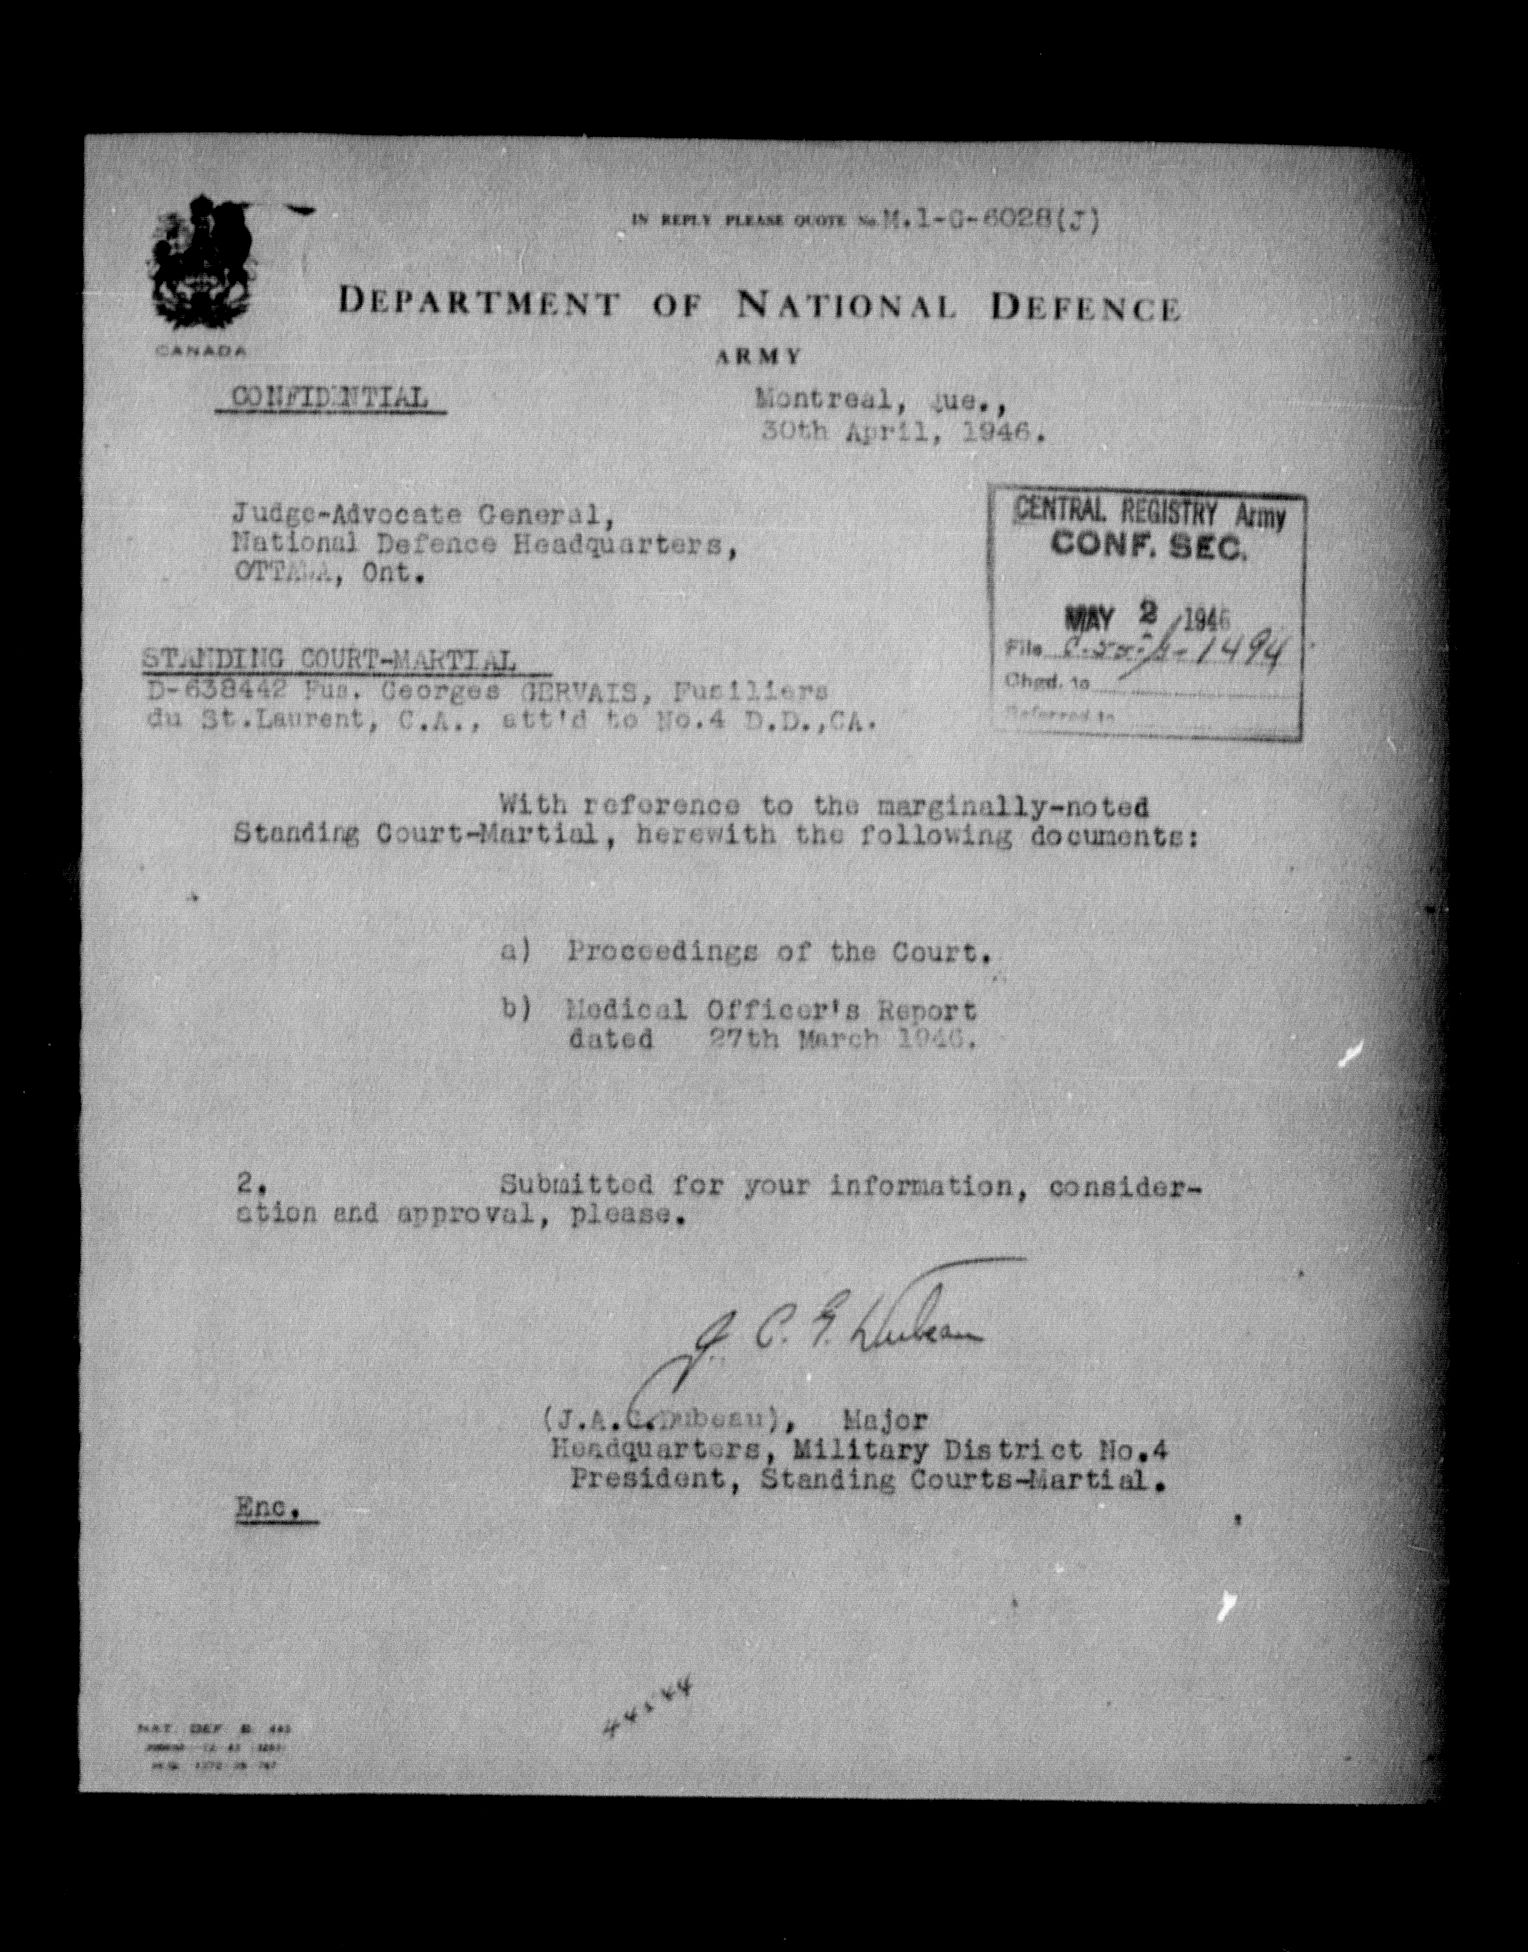 IN REPLY PLEASE QUOTE No. M.1-G-6028(J)
DEPARTMENT OF NATIONAL DEFENCE
ARMY
CANADA
CONFIDENTIAL
Montreal, Que.,
30th April, 1946.
Judge-Advocate General,
National Defence Headquarters,
OTTAWA, Ont.
CENTRAL REGISTRY Army
CONF. SEC.
MAY 2 1946
File 1494
Chgd. to
Referred to
STANDING COURT-MARTIAL
D-638442 Fus. Georges GERVAIS, Fusiliers
du St.Laurent, C.A., att'd to No.4 D.D.,CA.
With reference to the marginally-noted
Standing Court-Martial, herewith the following documents:
a) Proceedings of the Court.
b) Medical Officer's Report
dated 27th March 1946.
2. Submitted for your information, consider-
ation and approval, please.
(J.A.C.Dubeau), Major
Headquarters, Military District No.4
President, Standing Courts-Martial.
Enc.
NAT. DEF. B. 445